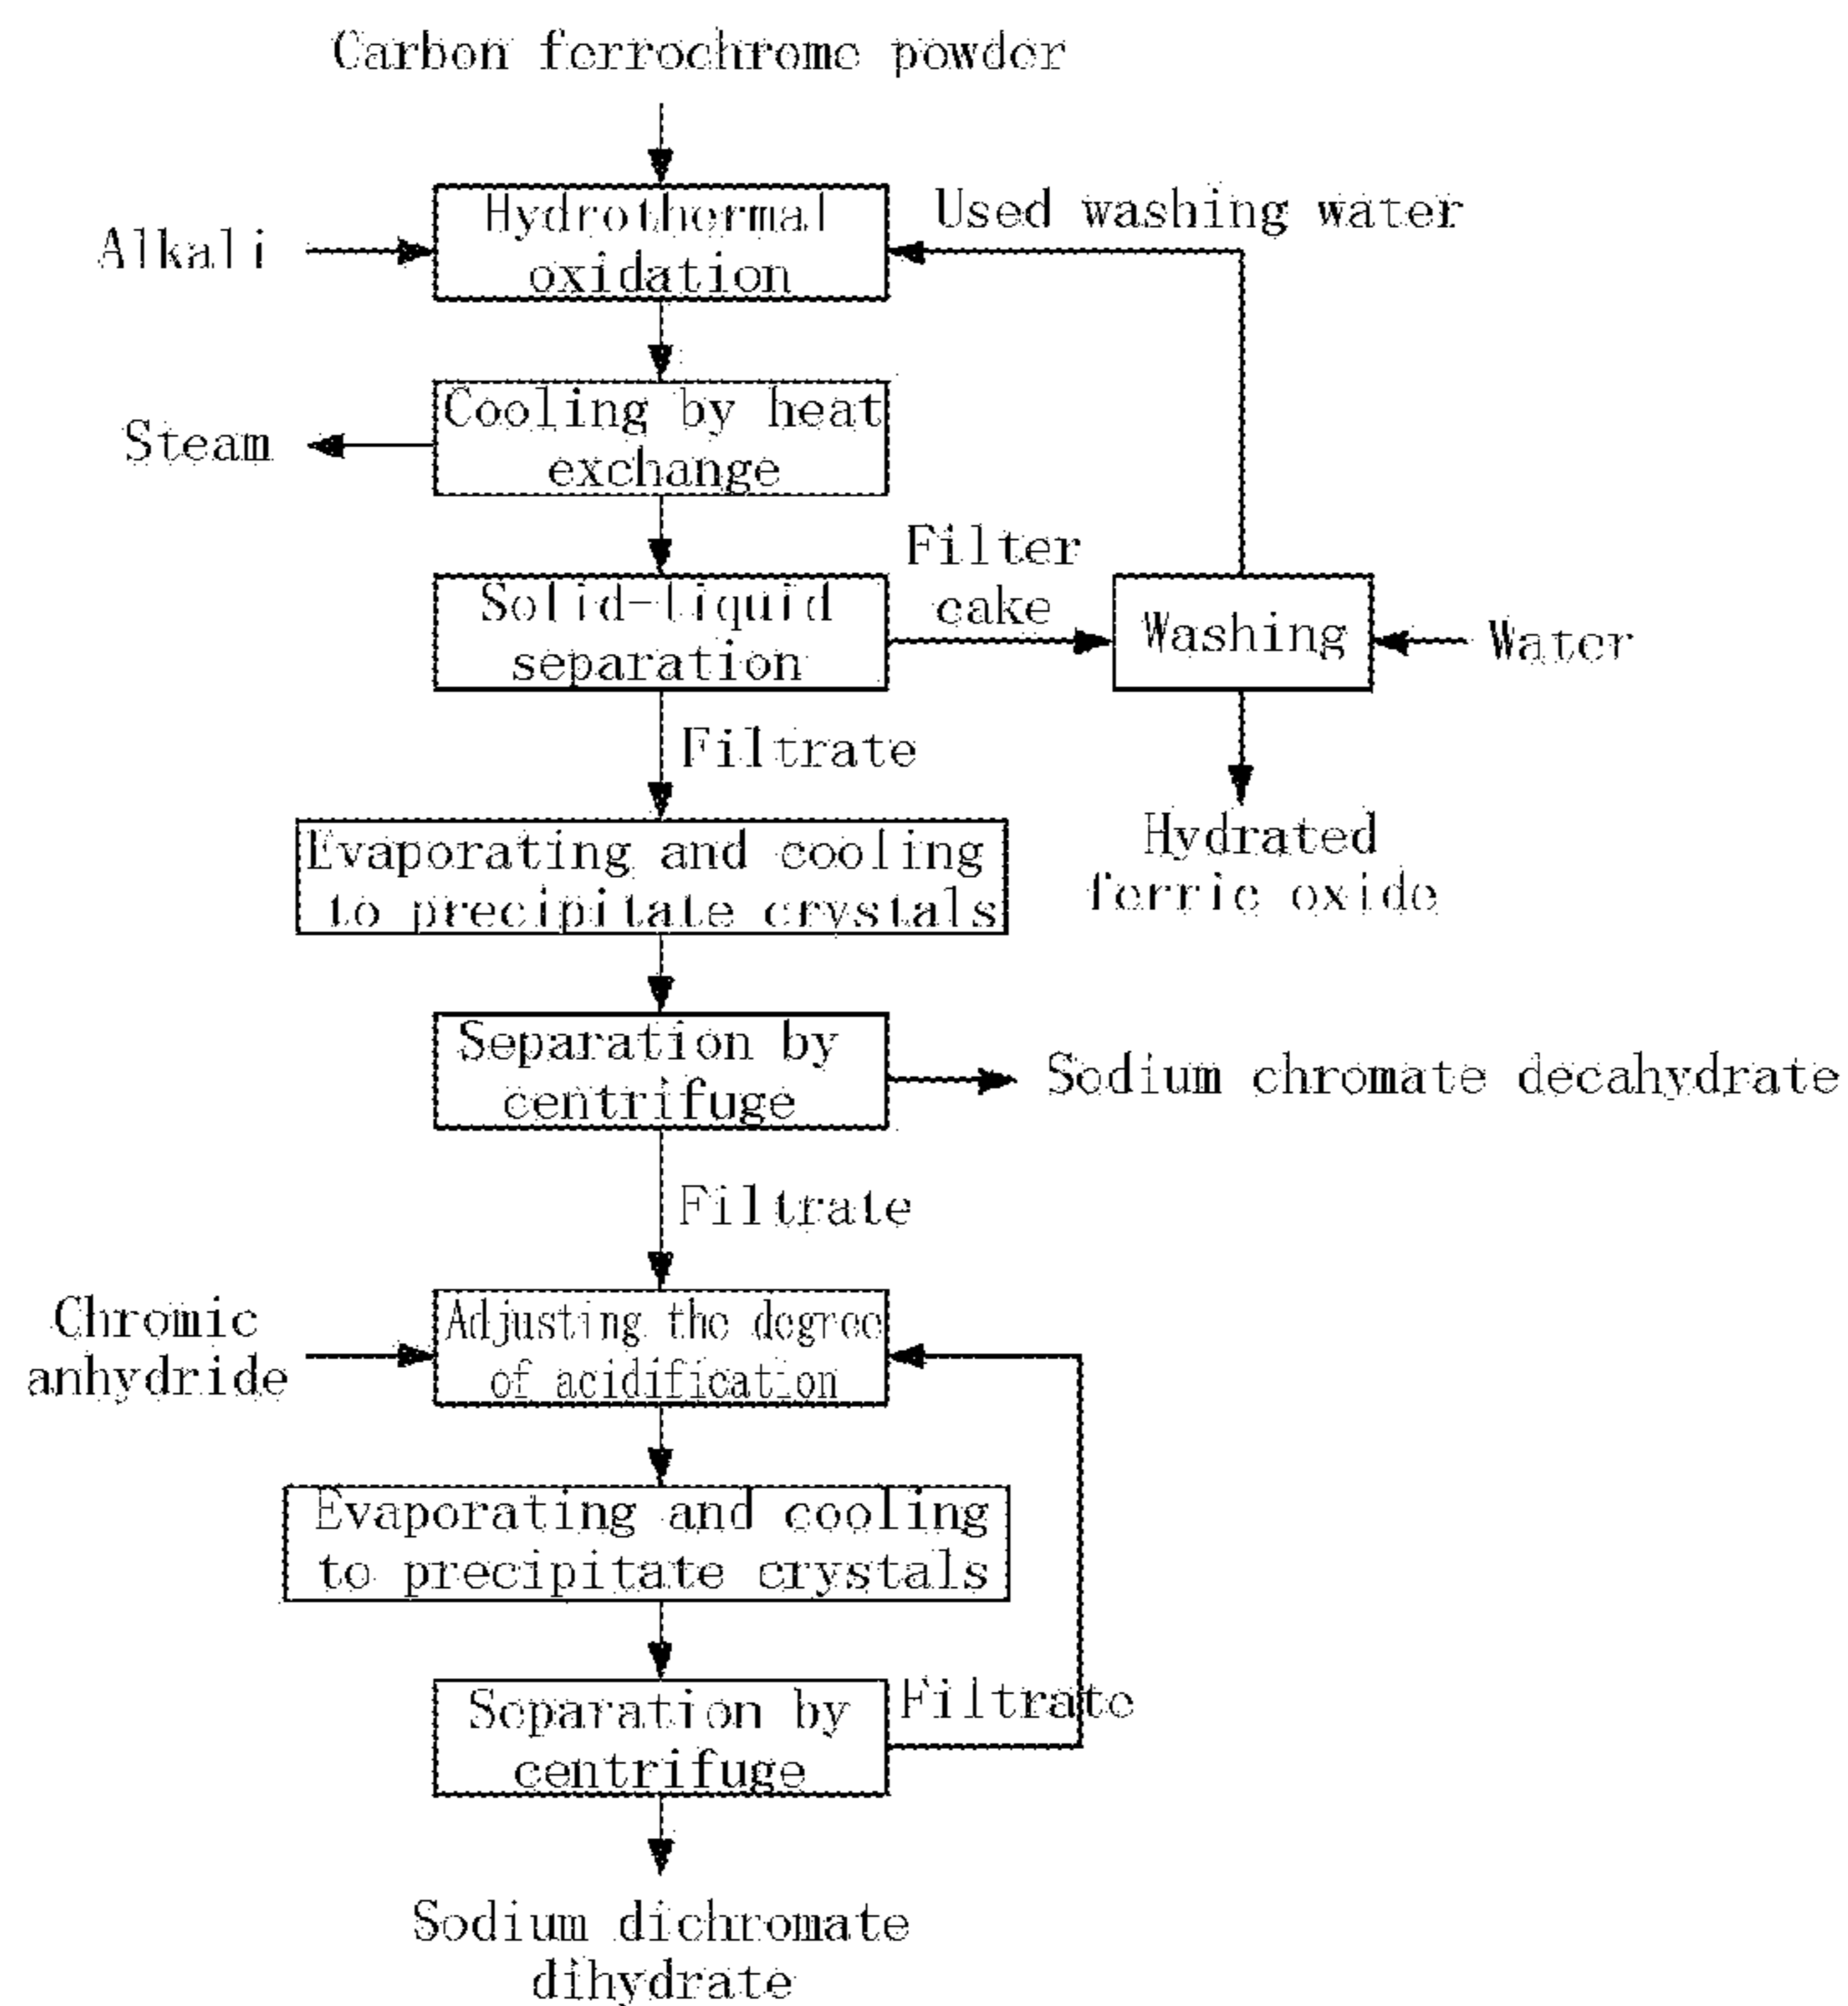 Carbon ferrochrome powder
Hydrothermal
oxidation
Alkali
Used washing water
Cooling by heat
exchange
Steam
Solid-liquid
separation
Filter
cake
Washing
Water
Filtrate
Hydrated
ferric oxide
Evaporating and cooling
to precipitate crystals
Separation by
centrifuge
Sodium chromate decahydrate
Filtrate
Chromic
anhydride
Adjusting the degree
of acidification
Evaporating and cooling
to precipitate crystals
Separation by
centrifuge
Filtrate
Sodium dichromate
dihydrate